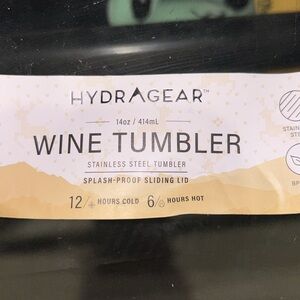 HYDRAGEAR™
14oz / 414mL
WINE TUMBLER
STAINLESS STEEL TUMBLER
SPLASH-PROOF SLIDING LID
12/ HOURS COLD 6/ HOURS HOT